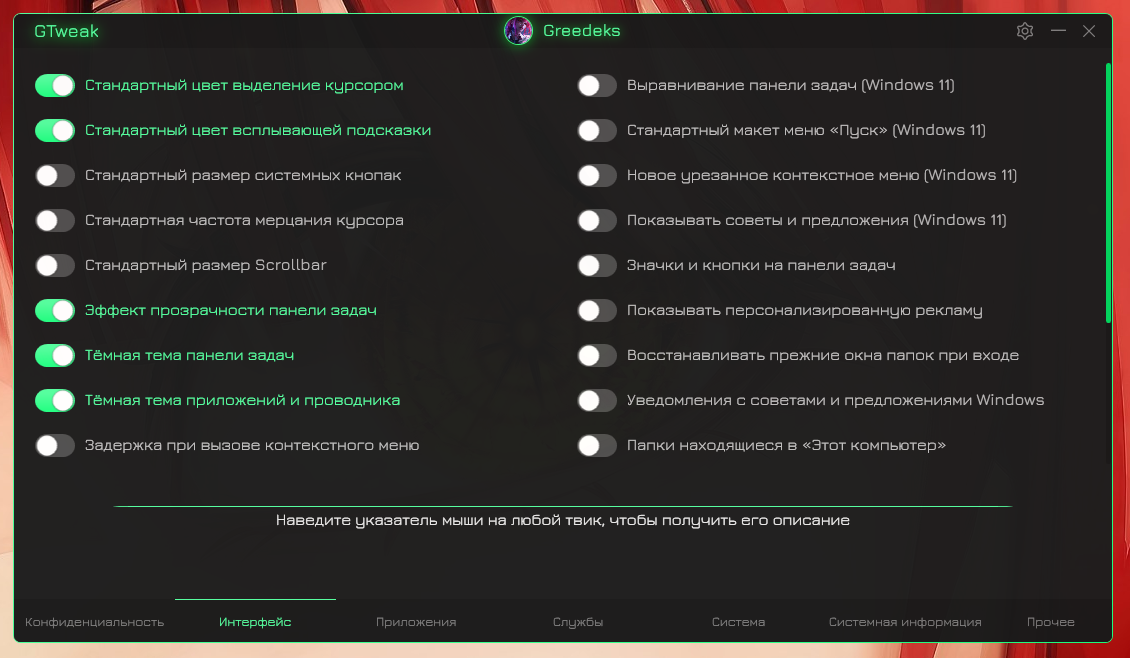 GTweak
Greedeks
Стандартный цвет выделение курсором
Стандартный цвет всплывающей подсказки
Стандартный размер системных кнопак
Стандартная частота мерцания курсора
Стандартный размер Scrollbar
Эффект прозрачности панели задач
Тёмная тема панели задач
Тёмная тема приложений и проводника
Задержка при вызове контекстного меню
Выравнивание панели задач (Windows 11)
Стандартный макет меню «Пуск» (Windows 11)
Новое урезанное контекстное меню (Windows 11)
Показывать советы и предложения (Windows 11)
Значки и кнопки на панели задач
Показывать персонализированную рекламу
Восстанавливать прежние окна папок при входе
Уведомления с советами и предложениями Windows
Папки находящиеся в «Этот компьютер»
Наведите указатель мыши на любой твик, чтобы получить его описание
Конфиденциальность
Интерфейс
Приложения
Службы
Система
Системная информация
Прочее